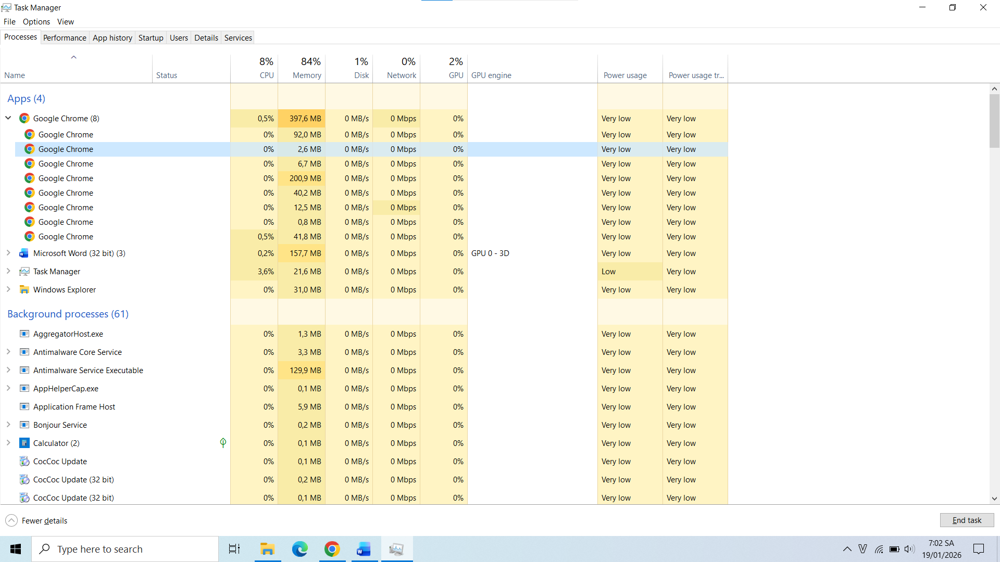 Task Manager
File Options View
Processes Performance App history Startup Users Details Services
8% 84% 1% 0% 2%
Name Status CPU Memory Disk Network GPU GPU engine Power usage Power usage tr...
Apps (4)
Google Chrome (8) 0,5% 397,6 MB 0 MB/s 0 Mbps 0% Very low Very low
Google Chrome 0% 92,0 MB 0 MB/s 0 Mbps 0% Very low Very low
Google Chrome 0% 2,6 MB 0 MB/s 0 Mbps 0% Very low Very low
Google Chrome 0% 6,7 MB 0 MB/s 0 Mbps 0% Very low Very low
Google Chrome 0% 200,9 MB 0 MB/s 0 Mbps 0% Very low Very low
Google Chrome 0% 40,2 MB 0 MB/s 0 Mbps 0% Very low Very low
Google Chrome 0% 12,5 MB 0 MB/s 0 Mbps 0% Very low Very low
Google Chrome 0% 0,8 MB 0 MB/s 0 Mbps 0% Very low Very low
Google Chrome 0,5% 41,8 MB 0 MB/s 0 Mbps 0% Very low Very low
Microsoft Word (32 bit) (3) 0,2% 157,7 MB 0 MB/s 0 Mbps 0% GPU 0 - 3D Very low Very low
Task Manager 3,6% 21,6 MB 0 MB/s 0 Mbps 0% Low Very low
Windows Explorer 0% 31,0 MB 0 MB/s 0 Mbps 0% Very low Very low
Background processes (61)
AggregatorHost.exe 0% 1,3 MB 0 MB/s 0 Mbps 0% Very low Very low
Antimalware Core Service 0% 3,3 MB 0 MB/s 0 Mbps 0% Very low Very low
Antimalware Service Executable 0% 129,9 MB 0 MB/s 0 Mbps 0% Very low Very low
AppHelperCap.exe 0% 0,1 MB 0 MB/s 0 Mbps 0% Very low Very low
Application Frame Host 0% 5,9 MB 0 MB/s 0 Mbps 0% Very low Very low
Bonjour Service 0% 0,2 MB 0 MB/s 0 Mbps 0% Very low Very low
Calculator (2) 0% 0,1 MB 0 MB/s 0 Mbps 0% Very low Very low
CocCoc Update 0% 0,1 MB 0 MB/s 0 Mbps 0% Very low Very low
CocCoc Update (32 bit) 0% 0,2 MB 0 MB/s 0 Mbps 0% Very low Very low
CocCoc Update (32 bit) 0% 0,1 MB 0 MB/s 0 Mbps 0% Very low Very low
Fewer details End task
Type here to search
7:02 SA
19/01/2026